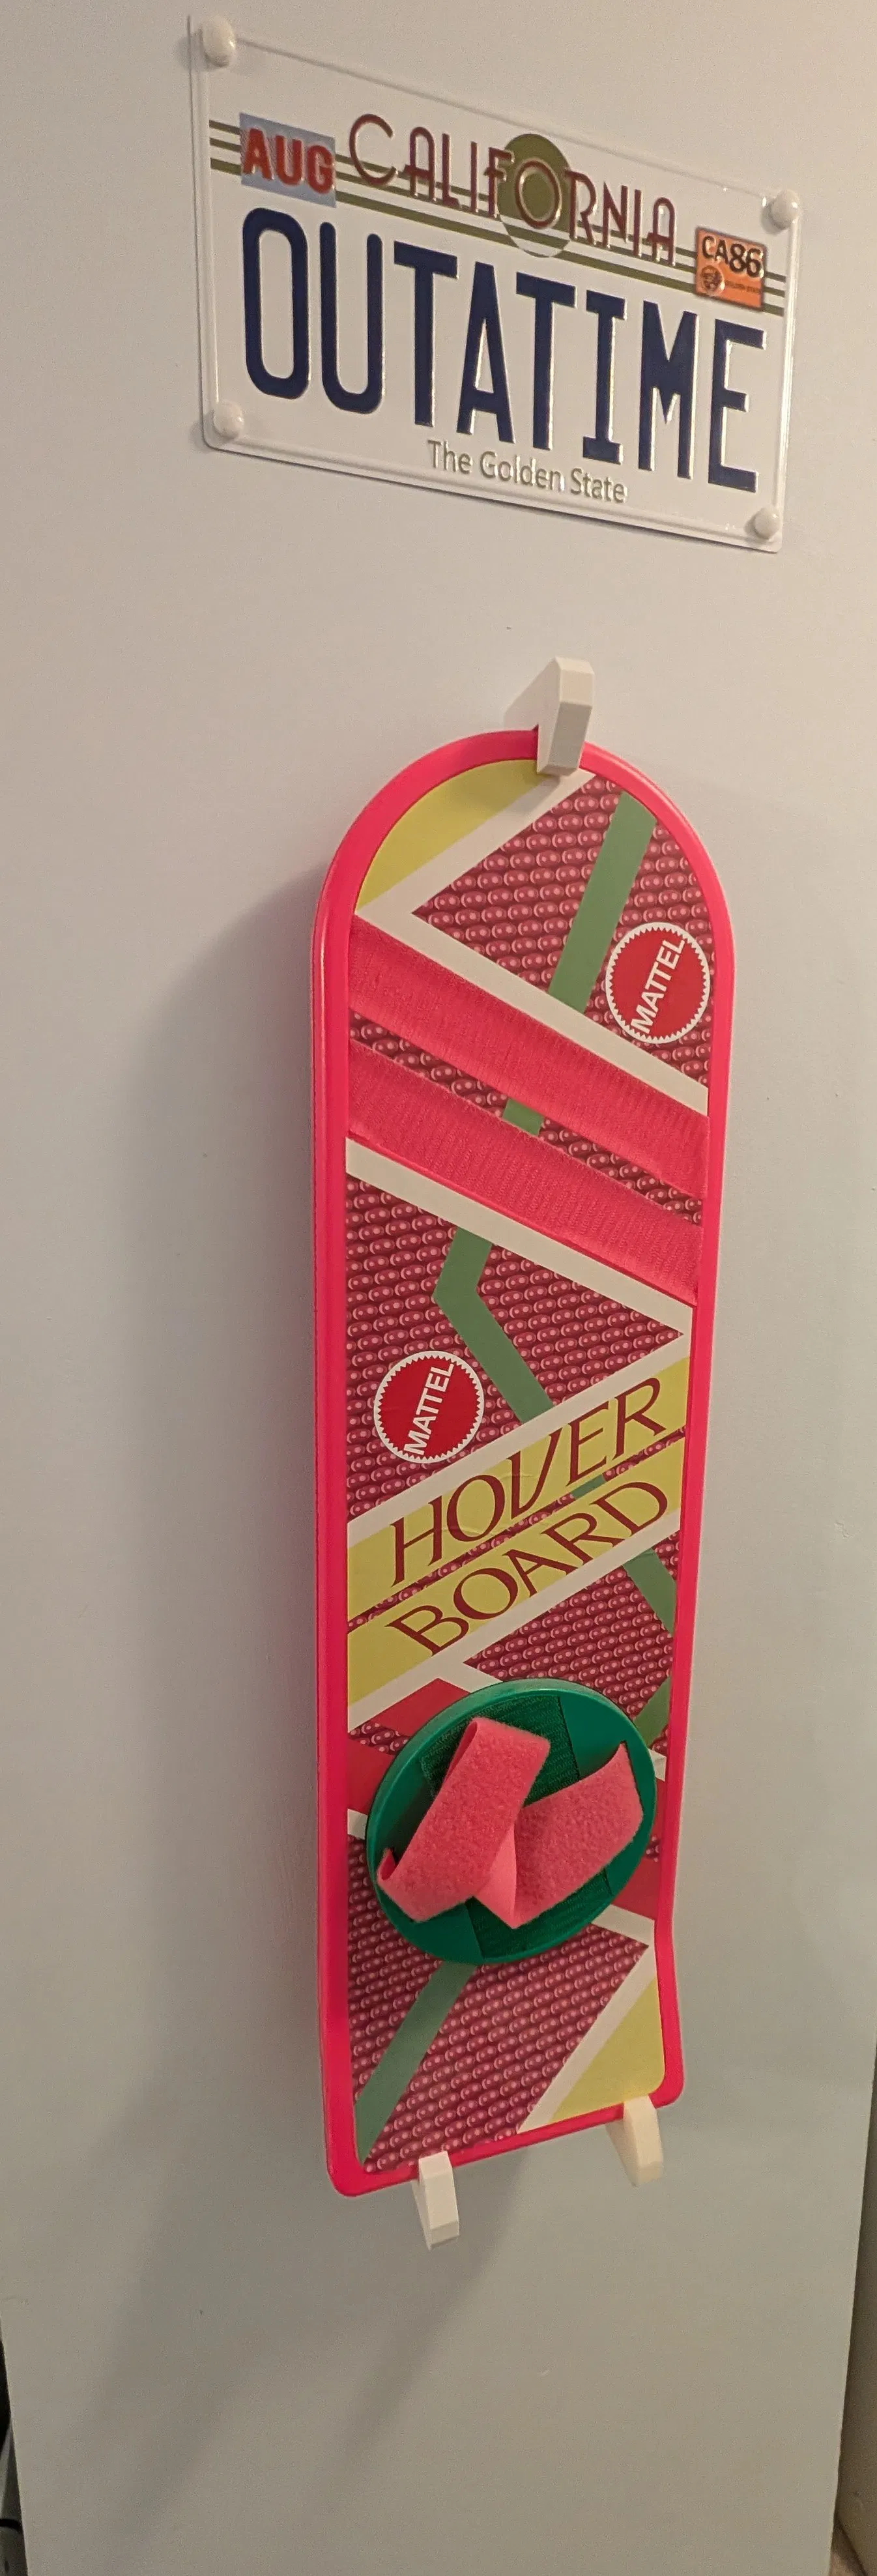 AUG
CALIFORNIA
CA86
OUTATIME
The Golden State
MATTEL
MATTEL
HOVER
BOARD